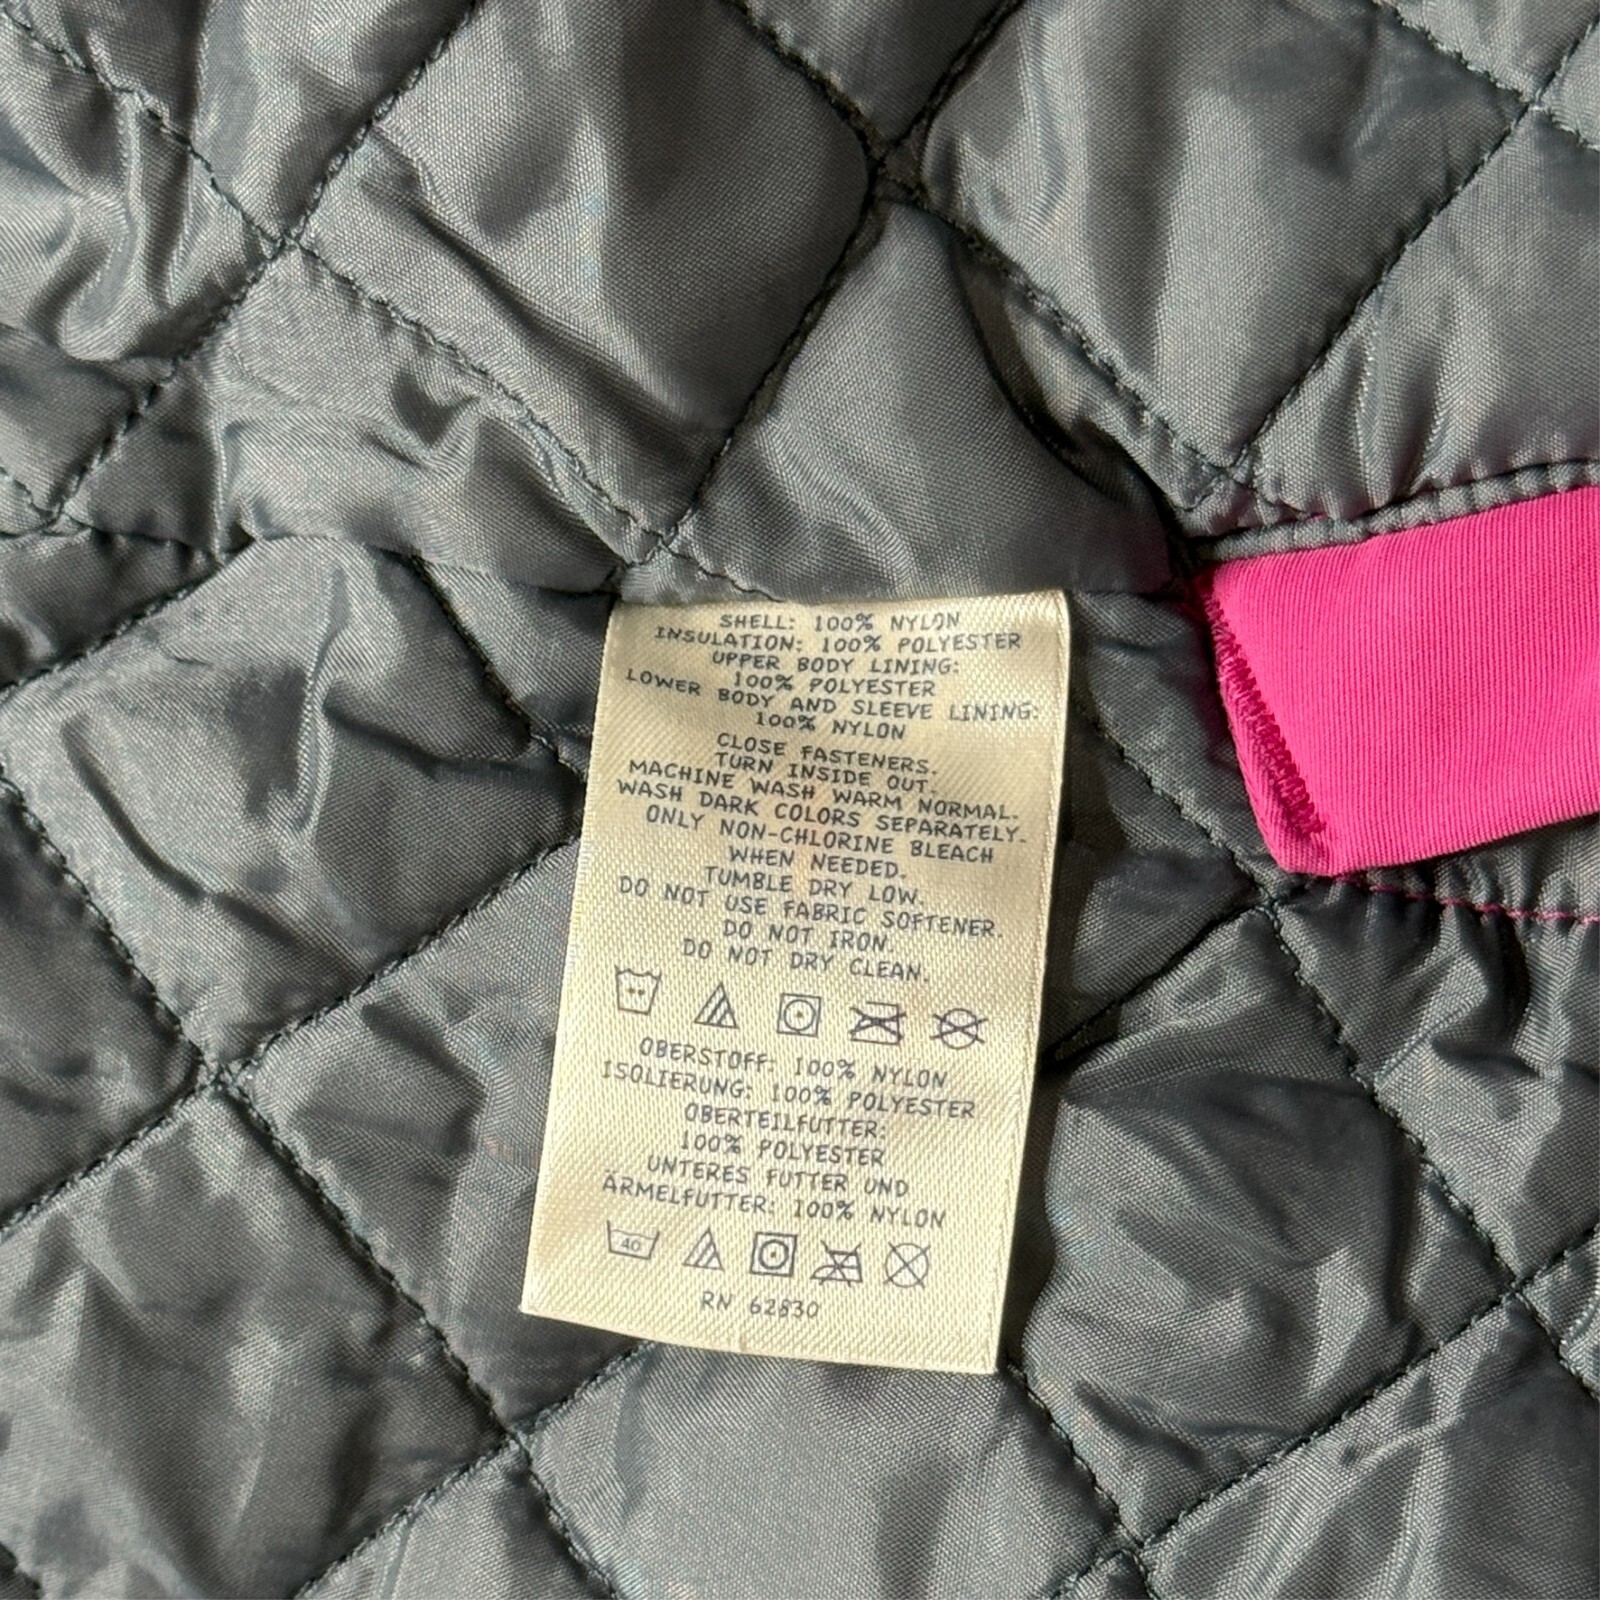 SHELL: 100% NYLON
INSULATION: 100% POLYESTER
UPPER BODY LINING:
100% POLYESTER
LOWER BODY AND SLEEVE LINING:
100% NYLON
CLOSE FASTENERS.
TURN INSIDE OUT.
MACHINE WASH WARM NORMAL.
WASH DARK COLORS SEPARATELY.
ONLY NON-CHLORINE BLEACH
WHEN NEEDED.
TUMBLE DRY LOW.
DO NOT USE FABRIC SOFTENER.
DO NOT IRON.
DO NOT DRY CLEAN.
OBERSTOFF: 100% NYLON
ISOLIERUNG: 100% POLYESTER
OBERTEILFUTTER:
100% POLYESTER
UNTERES FUTTER UND
ÄRMELFUTTER: 100% NYLON
40
RN 62830